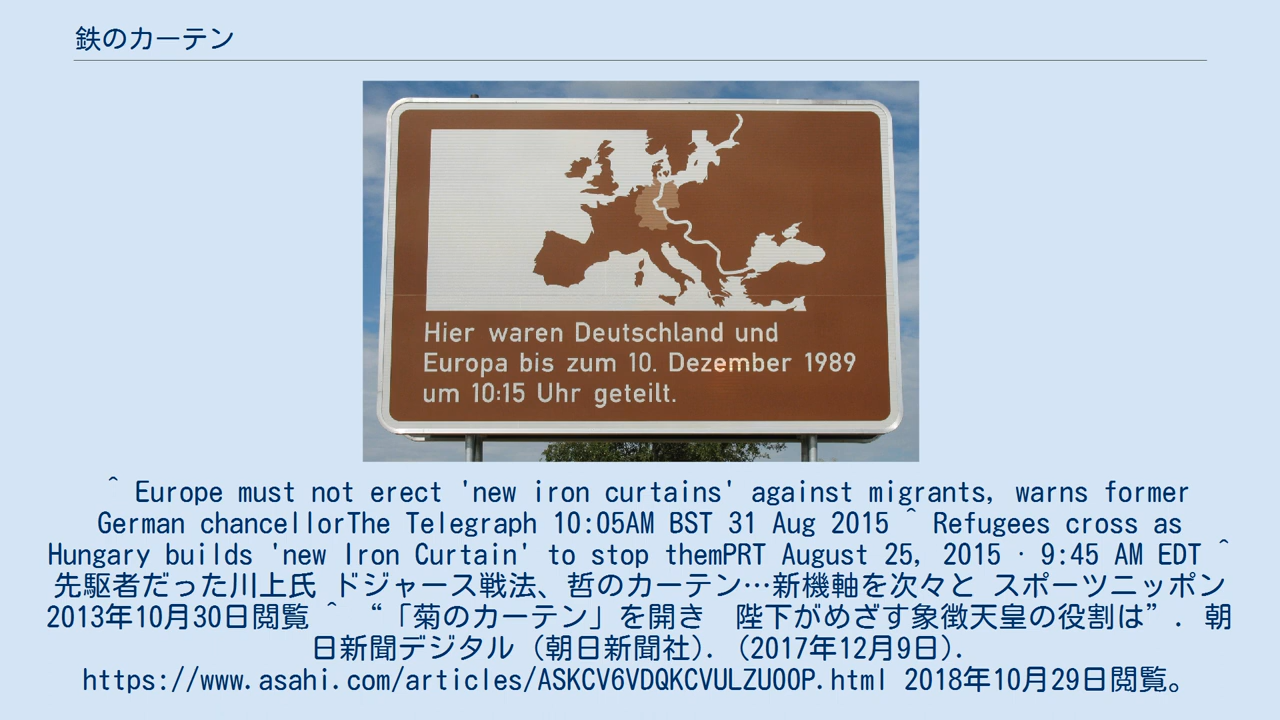 鉄のカーテン
Hier waren Deutschland und
Europa bis zum 10. Dezember 1989
um 10:15 Uhr geteilt.
^ Europe must not erect 'new iron curtains' against migrants, warns former
German chancellorThe Telegraph 10:05AM BST 31 Aug 2015 ^ Refugees cross as
Hungary builds 'new Iron Curtain' to stop themPRT August 25, 2015 · 9:45 AM EDT ^
先駆者だった川上氏 ドジャース戦法、哲のカーテン…新機軸を次々と スポーツニッポン
2013年10月30日閲覧 ^ “「菊のカーテン」を開き　陛下がめざす象徴天皇の役割は”. 朝
日新聞デジタル (朝日新聞社). (2017年12月9日).
https://www.asahi.com/articles/ASKCV6VDQKCVULZU00P.html 2018年10月29日閲覧。